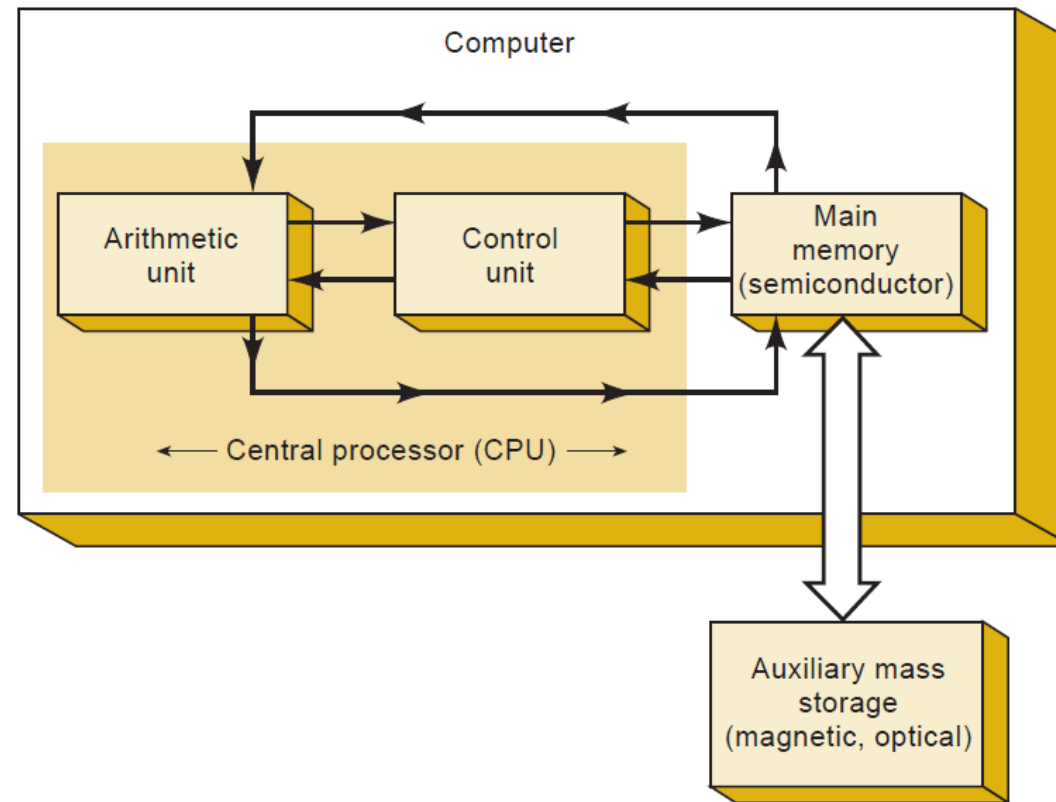 Computer
Arithmetic
unit
Control
unit
Main
memory
(semiconductor)
Central processor (CPU)
Auxiliary mass
storage
(magnetic, optical)